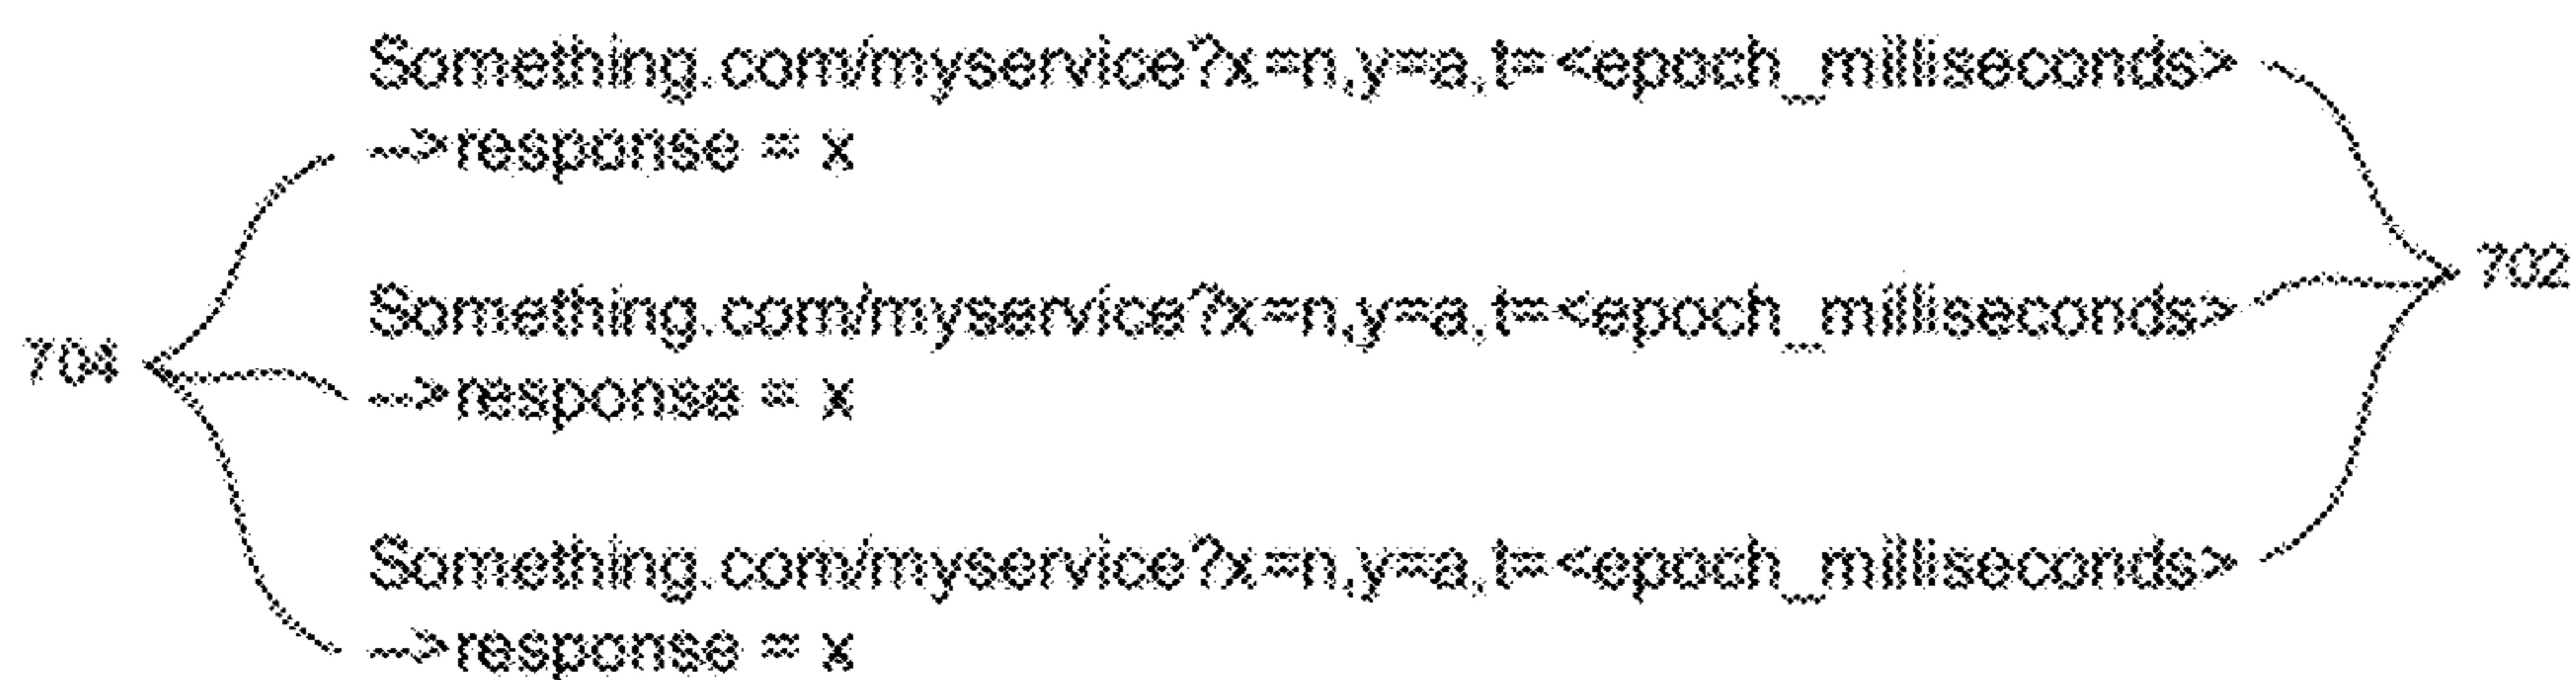 Something.com/myservice?x=n,y=a,t=<epoch_milliseconds>
-->response = x
702
Something.com/myservice?x=n,y=a,t=<epoch_milliseconds>
704
-->response = x
Something.com/myservice?x=n,y=a,t=<epoch_milliseconds>
-->response = x